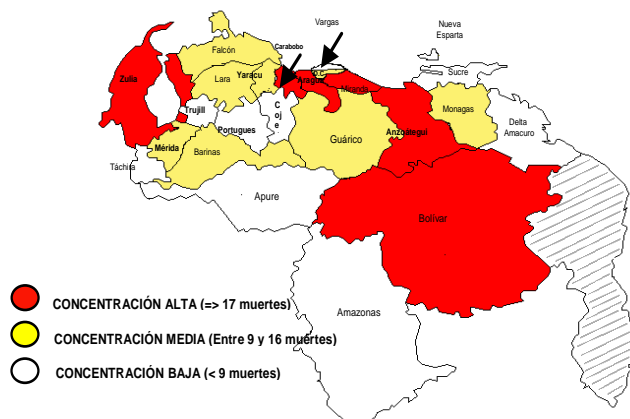 Vargas
Nueva
Esparta
Carabobo
Falcón
Sucre
Zulia
Lara
Yaracu
D.C
Aragua
Miranda
Trujill
C
o
j
e
Portugues
Monagas
Delta
Amacuro
Anzoátegui
Guárico
Mérida
Barinas
Táchira
Apure
Bolívar
Amazonas
CONCENTRACIÓN ALTA (=> 17 muertes)
CONCENTRACIÓN MEDIA (Entre 9 y 16 muertes)
CONCENTRACIÓN BAJA (< 9 muertes)